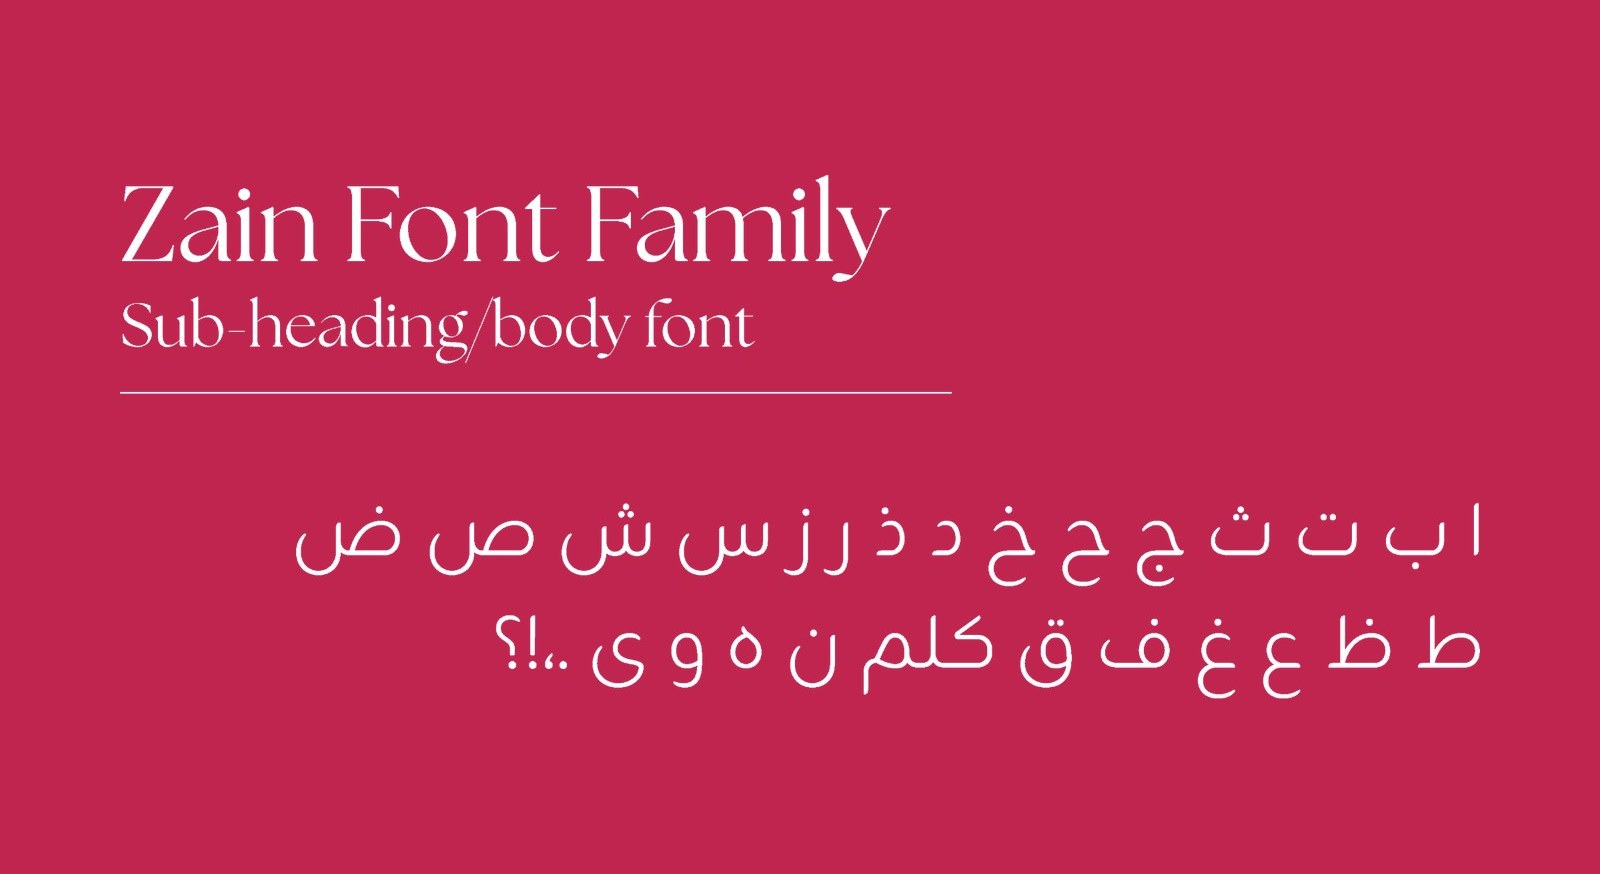 Zain Font Family
Sub-heading/body font
ا ب ت ث ج ح خ د ذ ر ز س ش ص ض
ط ظ ع غ ف ق كلم ن ه و ى .،!؟